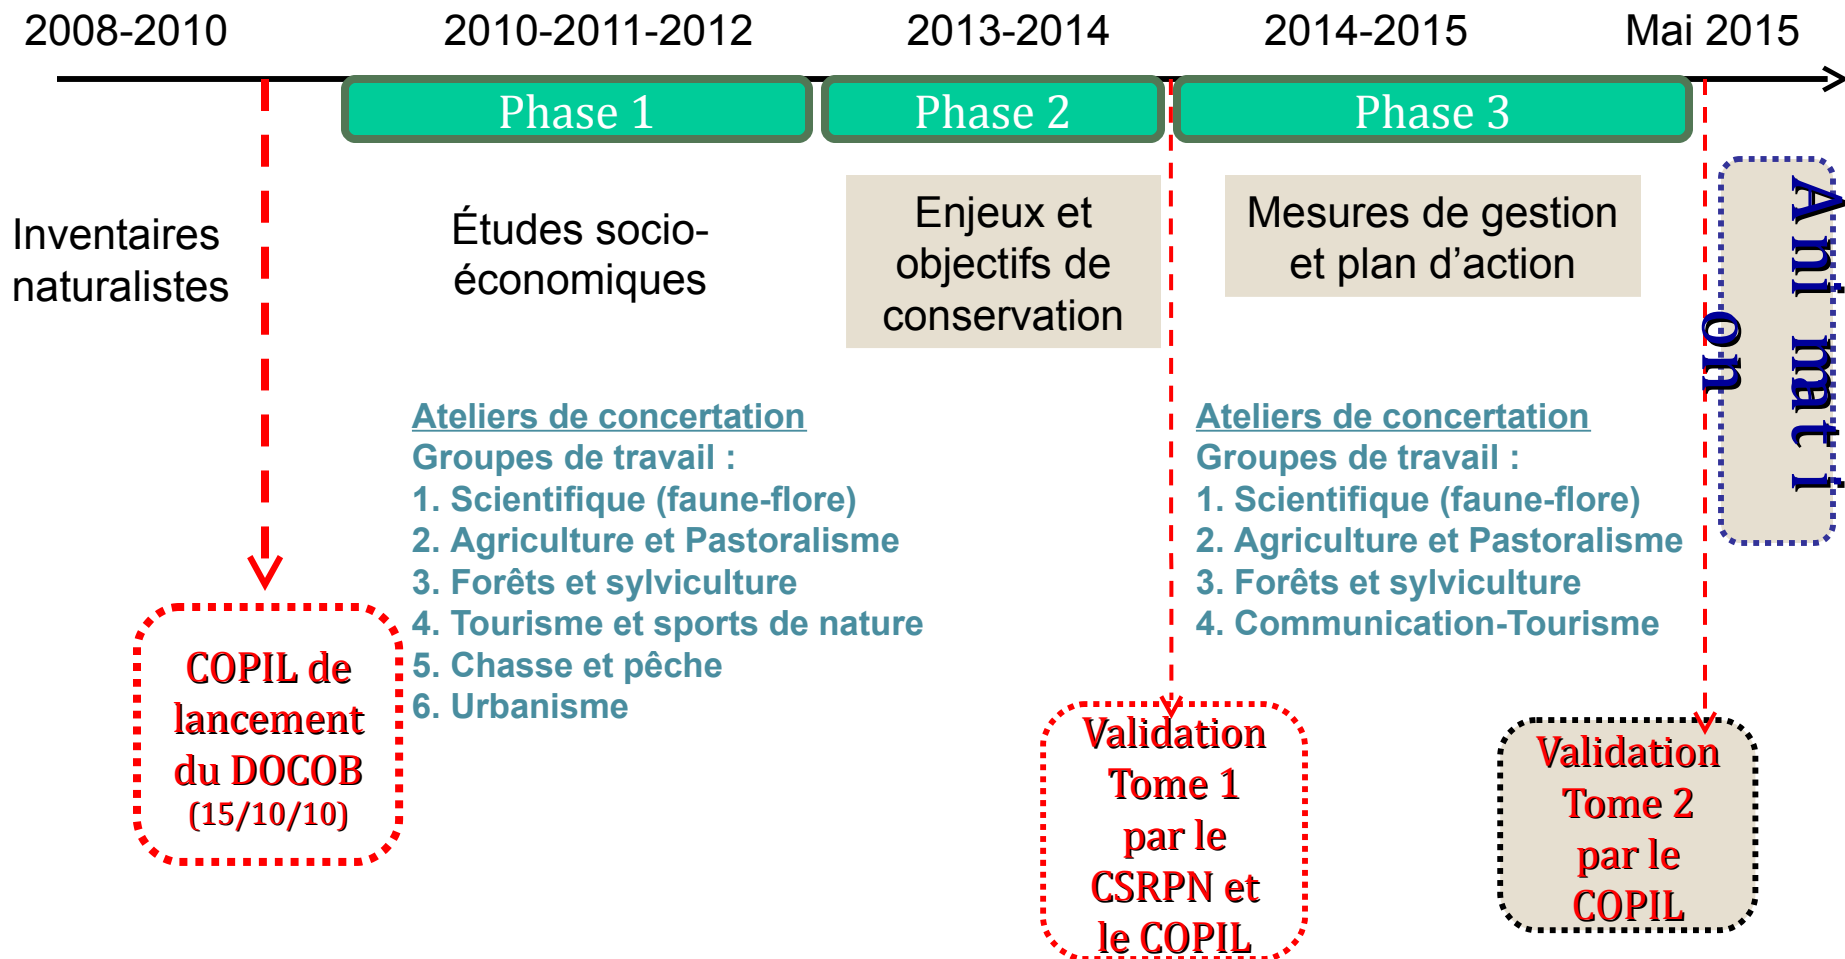 2008-2010
2010-2011-2012
2013-2014
2014-2015
Mai 2015
Phase 1
Phase 2
Phase 3
Inventaires
naturalistes
Études socio-
économiques
Enjeux et
objectifs de
conservation
Mesures de gestion
et plan d’action
Ani mat i
on
Ateliers de concertation
Groupes de travail :
1. Scientifique (faune-flore)
2. Agriculture et Pastoralisme
3. Forêts et sylviculture
4. Tourisme et sports de nature
5. Chasse et pêche
6. Urbanisme
Ateliers de concertation
Groupes de travail :
1. Scientifique (faune-flore)
2. Agriculture et Pastoralisme
3. Forêts et sylviculture
4. Communication-Tourisme
COPIL de
lancement
du DOCOB
(15/10/10)
Validation
Tome 1
par le
CSRPN et
le COPIL
Validation
Tome 2
par le
COPIL